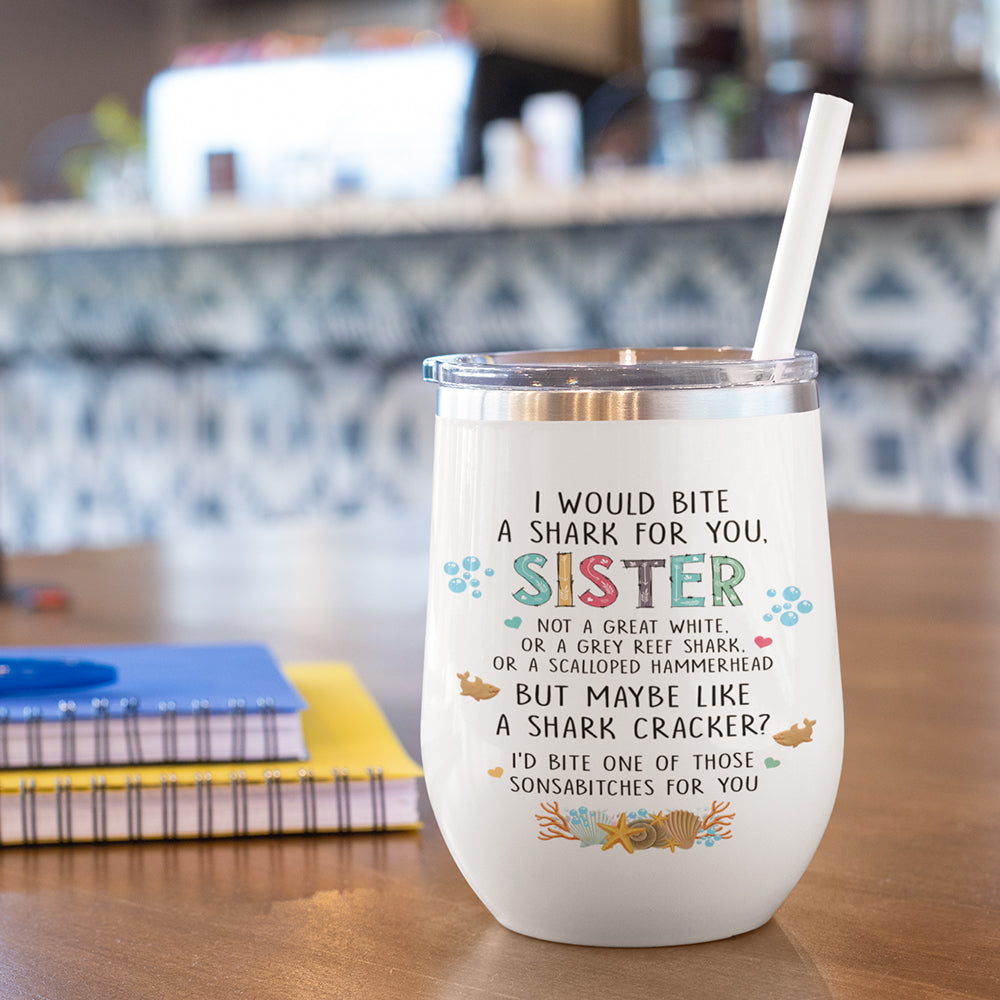 I WOULD BITE
A SHARK FOR YOU,
SISTER
NOT A GREAT WHITE,
OR A GREY REEF SHARK,
OR A SCALLOPED HAMMERHEAD
BUT MAYBE LIKE
A SHARK CRACKER?
I'D BITE ONE OF THOSE
SONSABITCHES FOR YOU